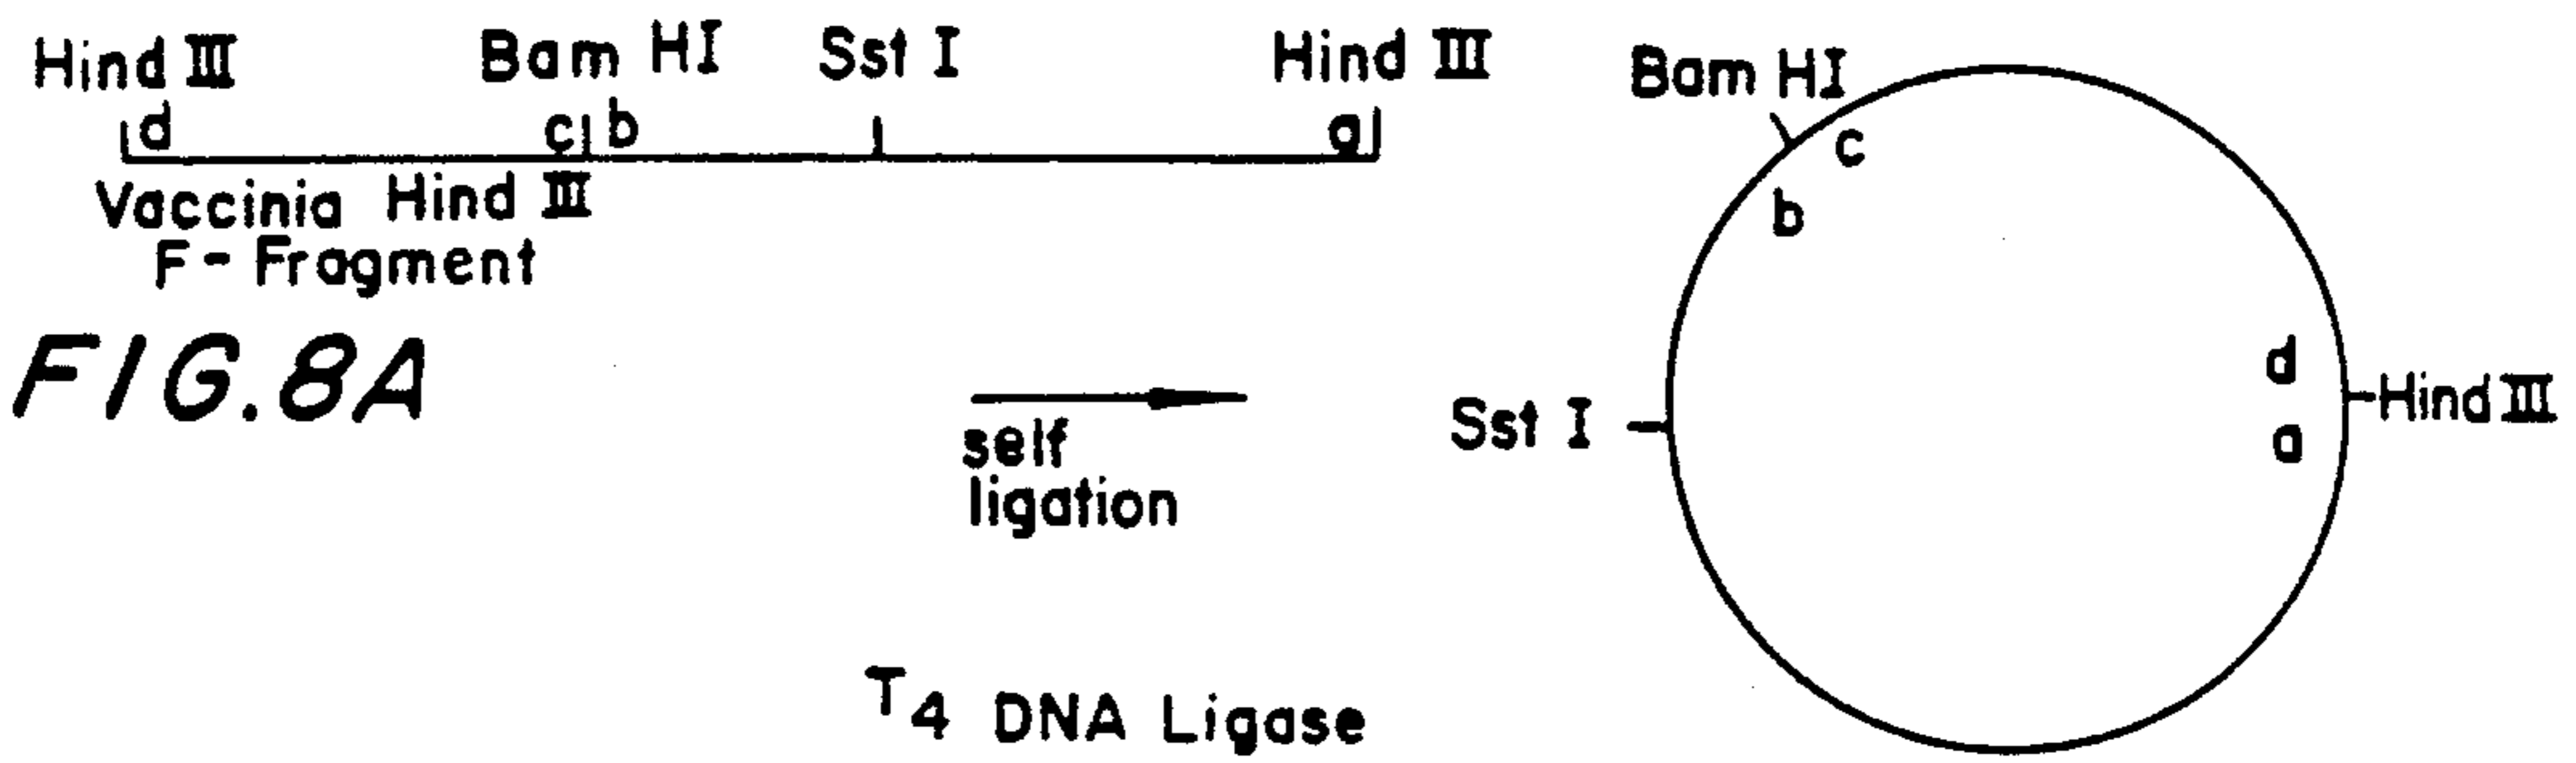 Hind III Bam HI Sst I Hind III
d c b a
Vaccinia Hind III
F-Fragment
FIG.8A
self
ligation
T4 DNA Ligase
Bam HI
c
b
d
Hind III
Sst I
a